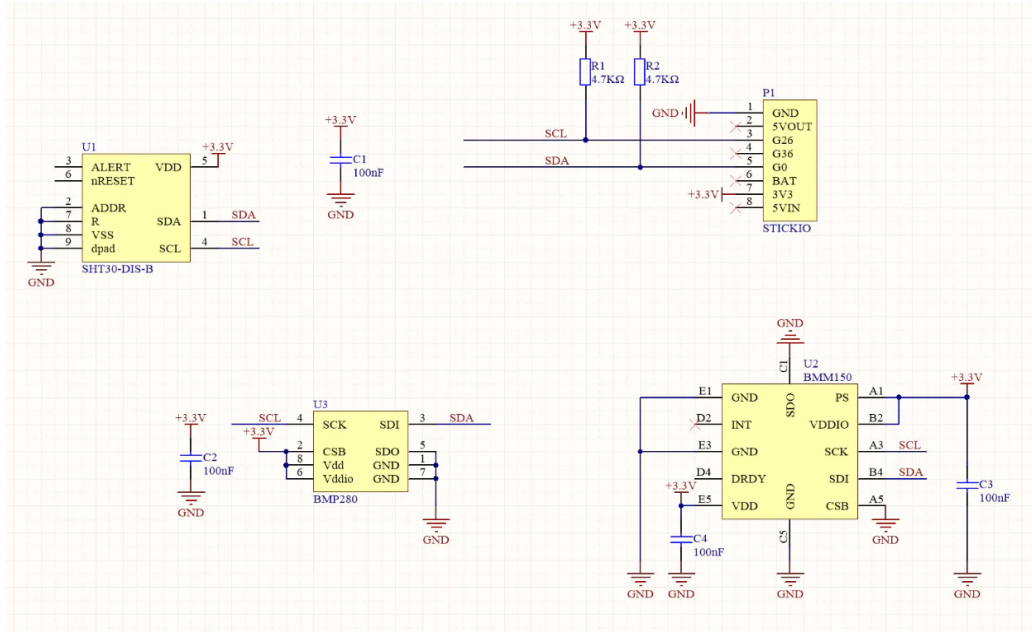 +3.3V
+3.3V
R1
4.7KΩ
R2
4.7KΩ
P1
GND
1
GND
2
5VOUT
SCL
3
G26
4
G36
SDA
5
G0
6
BAT
+3.3V
7
3V3
8
5VIN
STICKIO
U1
+3.3V
3
ALERT
VDD
5
6
nRESET
2
ADDR
7
R
SDA
1
SDA
8
VSS
9
dpad
SCL
4
SCL
SHT30-DIS-B
GND
+3.3V
C1
100nF
GND
+3.3V
C2
100nF
GND
U3
SCL
4
SCK
SDI
3
SDA
+3.3V
2
CSB
SDO
5
8
Vdd
GND
1
6
Vddio
GND
7
BMP280
GND
GND
C1
U2
BMM150
+3.3V
E1
GND
SDO
PS
A1
D2
INT
VDDIO
B2
E3
GND
SCK
A3
SCL
D4
DRDY
SDI
B4
SDA
+3.3V
E5
VDD
GND
CSB
A5
C5
C3
100nF
C4
100nF
GND
GND
GND
GND
GND